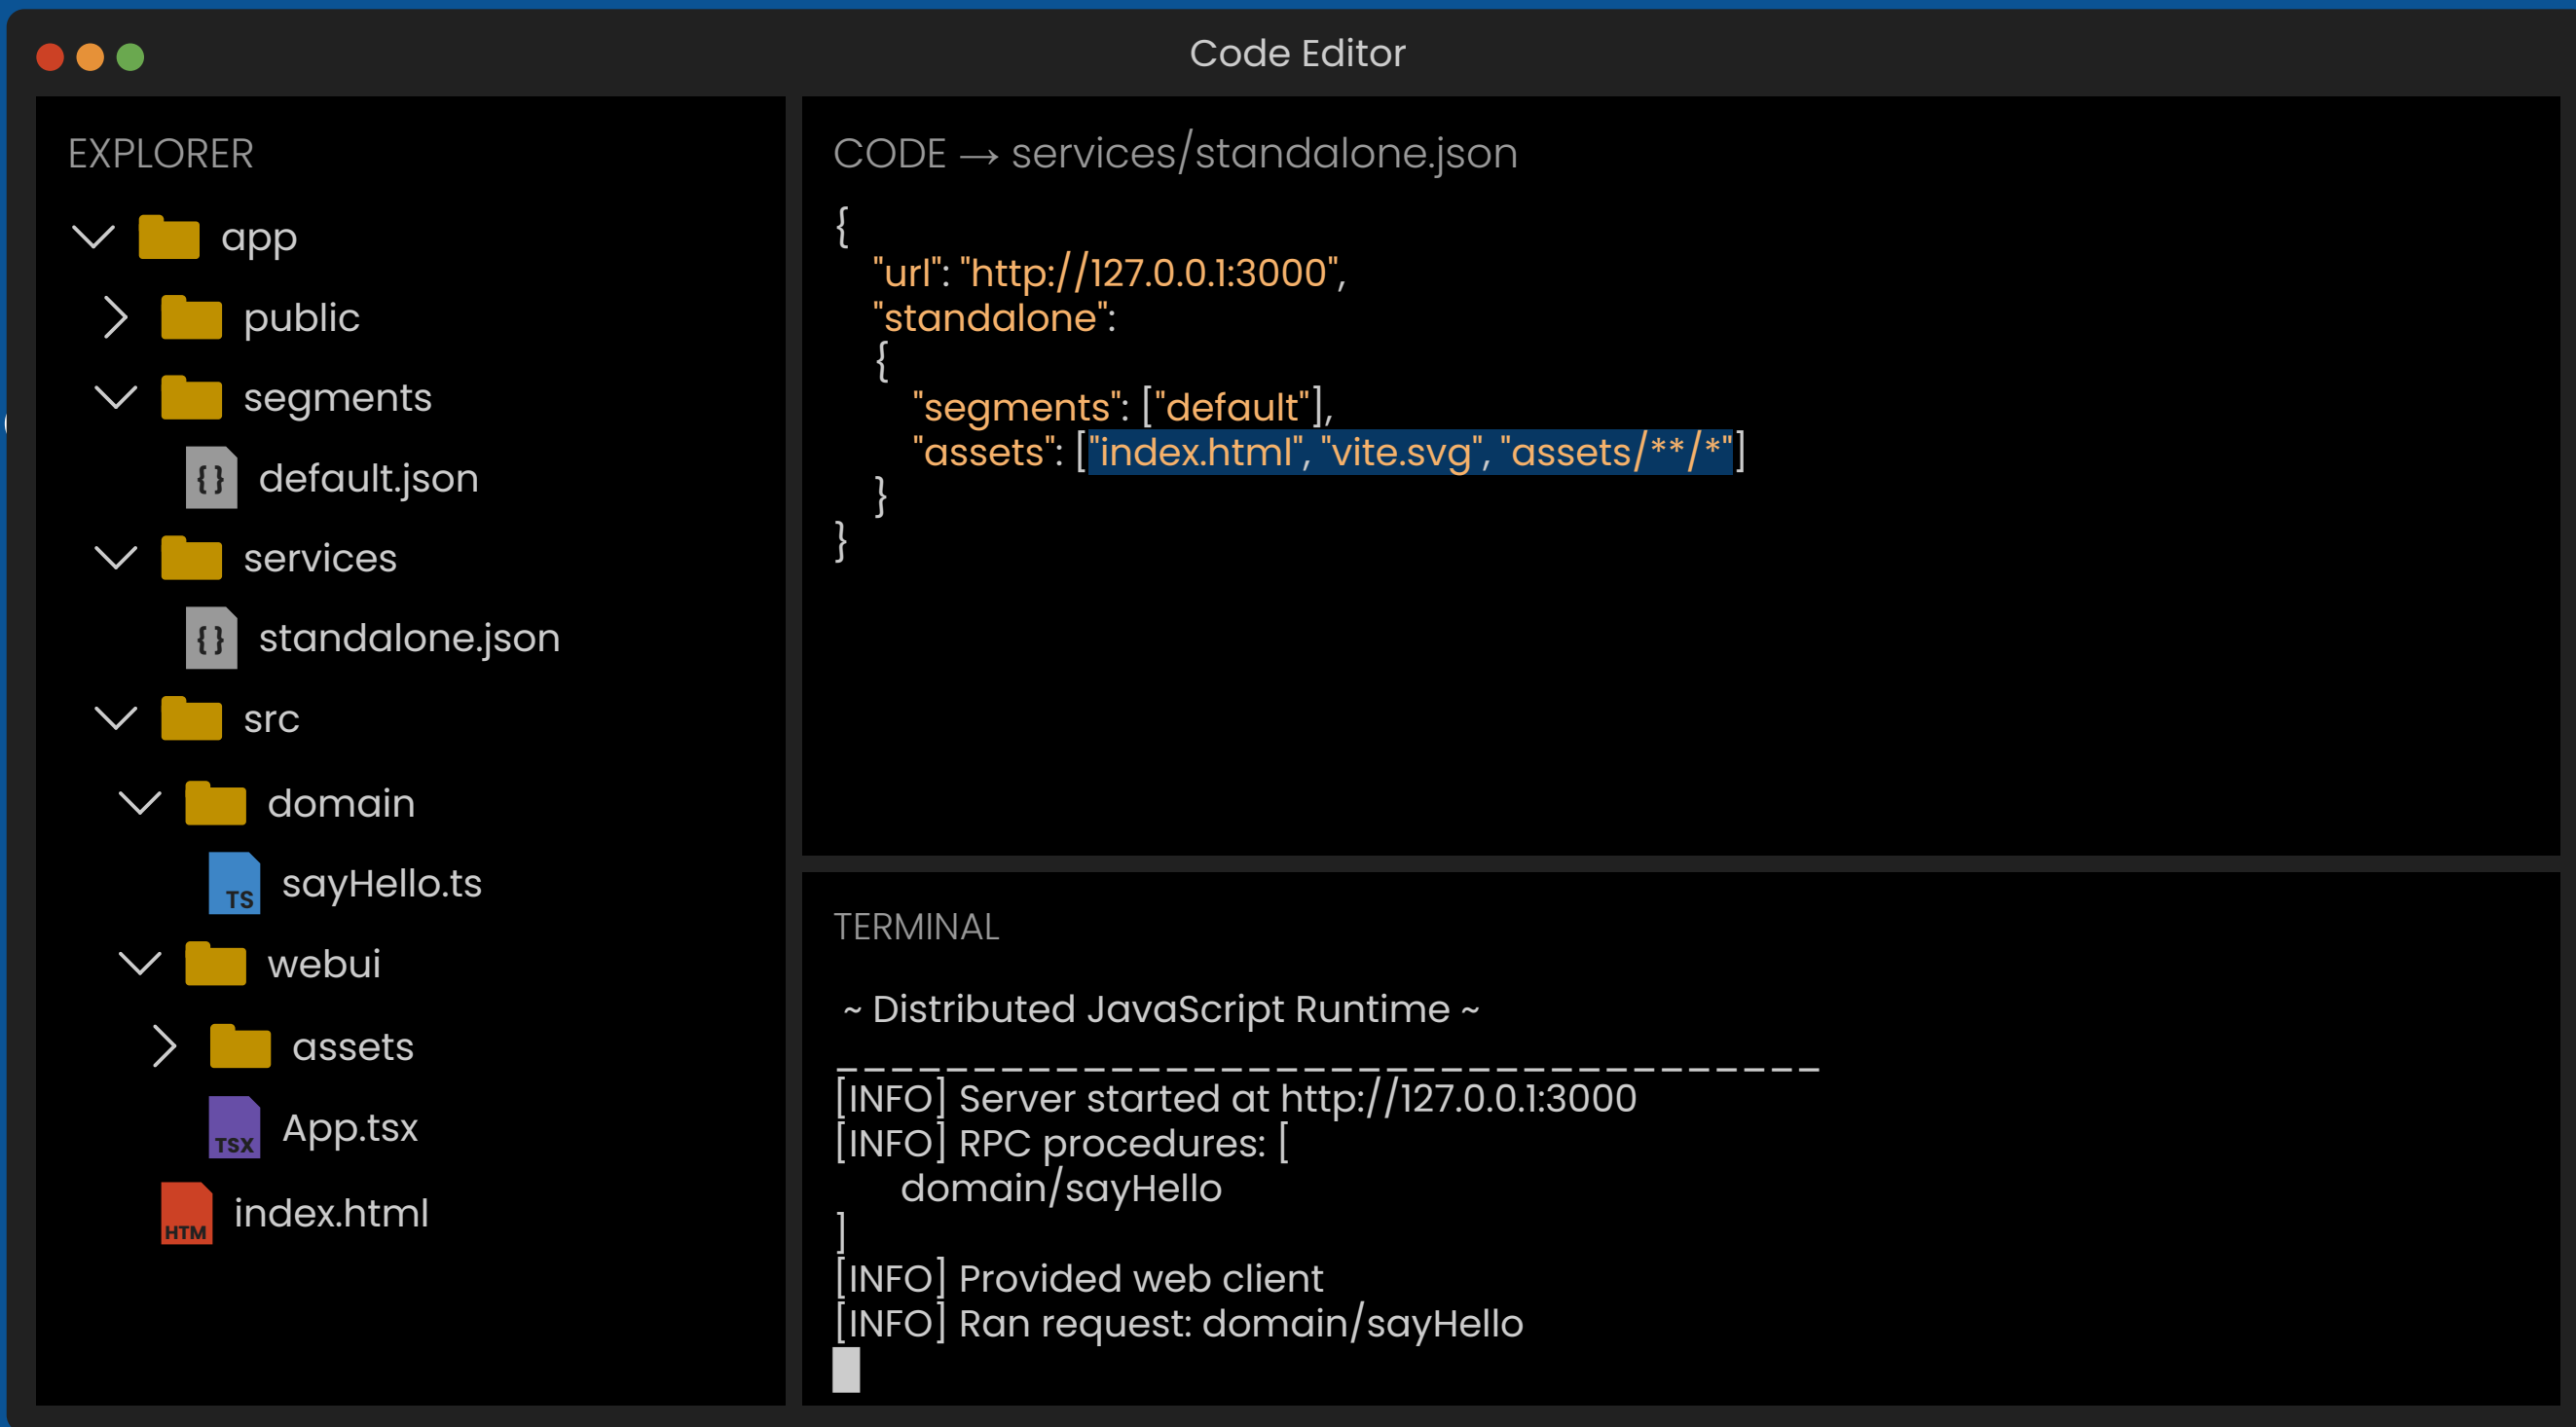 Code Editor
EXPLORER
app
public
segments
{ } default.json
services
{ } standalone.json
src
domain
TS sayHello.ts
webui
assets
TSX App.tsx
HTM index.html
CODE → services/standalone.json
{
"url": "http://127.0.0.1:3000",
"standalone":
{
"segments": ["default"],
"assets": ["index.html", "vite.svg", "assets/**/*"]
}
}
TERMINAL
~ Distributed JavaScript Runtime ~
____________________________________
[INFO] Server started at http://127.0.0.1:3000
[INFO] RPC procedures: [
domain/sayHello
]
[INFO] Provided web client
[INFO] Ran request: domain/sayHello